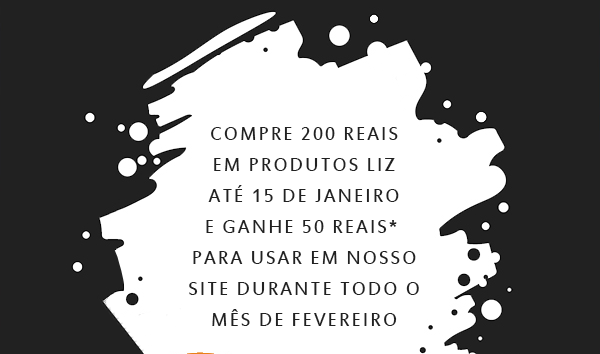 COMPRE 200 REAIS
EM PRODUTOS LIZ
ATÉ 15 DE JANEIRO
E GANHE 50 REAIS*
PARA USAR EM NOSSO
SITE DURANTE TODO O
MÊS DE FEVEREIRO